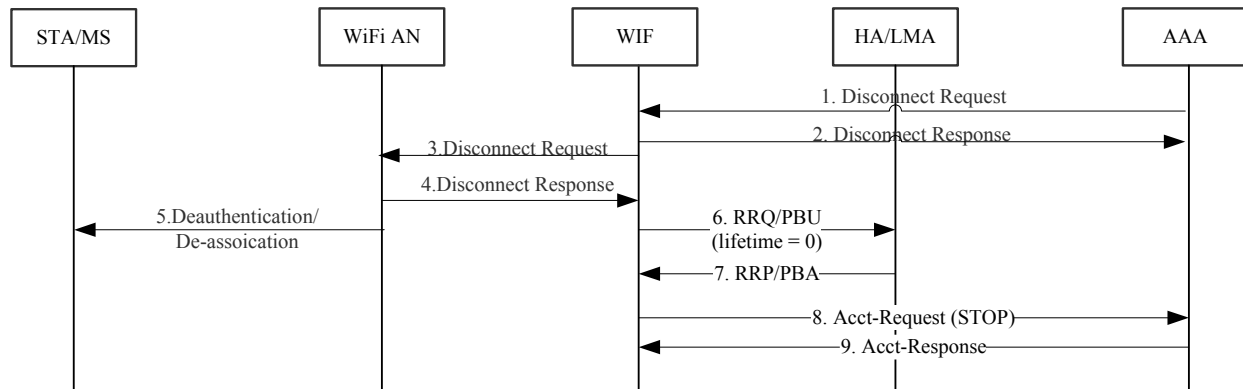 STA/MS
WiFi AN
WIF
HA/LMA
AAA
1. Disconnect Request
2. Disconnect Response
3.Disconnect Request
4.Disconnect Response
5.Deauthentication/
De-assoication
6. RRQ/PBU
(lifetime = 0)
7. RRP/PBA
8. Acct-Request (STOP)
9. Acct-Response